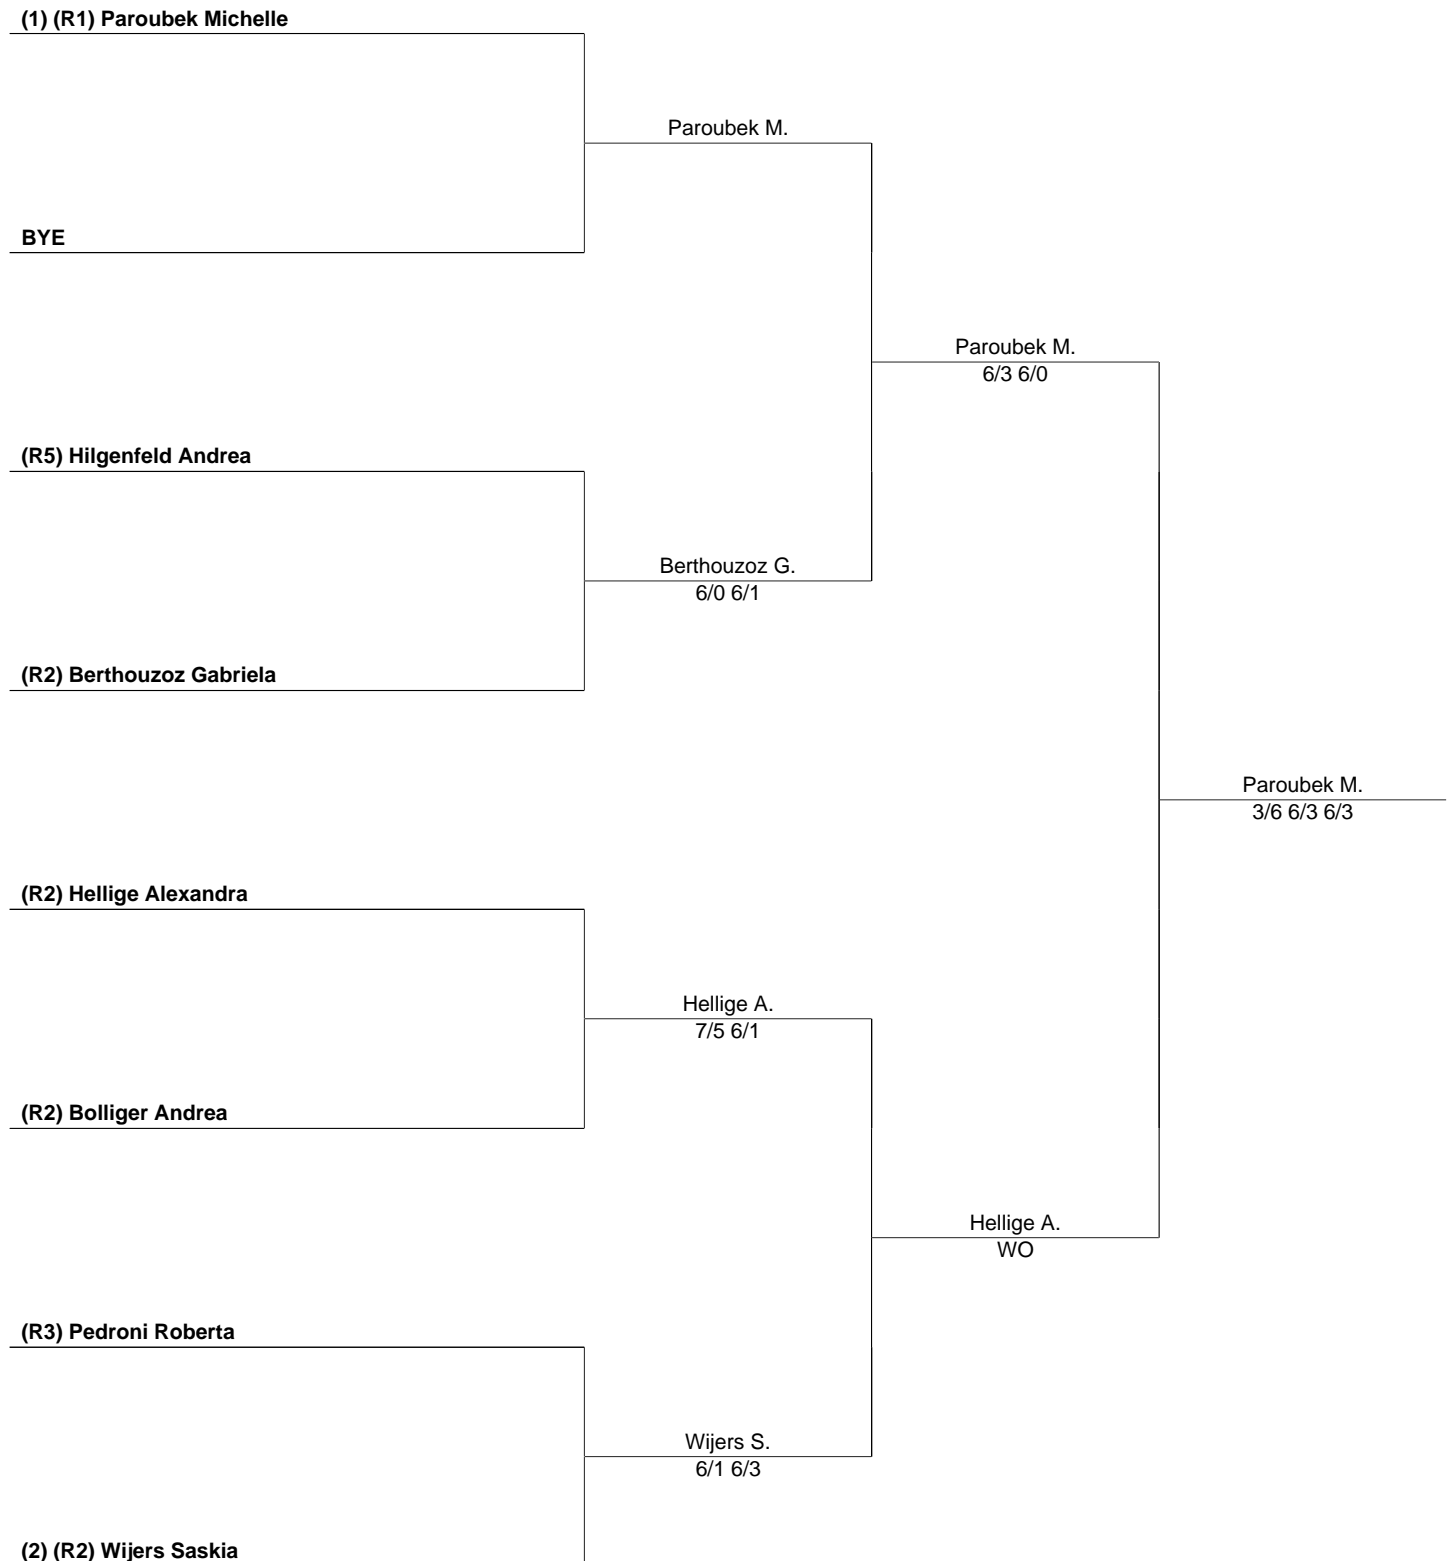 (1) (R1) Paroubek Michelle
Paroubek M.
BYE
Paroubek M.
6/3 6/0
(R5) Hilgenfeld Andrea
Berthouzoz G.
6/0 6/1
(R2) Berthouzoz Gabriela
Paroubek M.
3/6 6/3 6/3
(R2) Hellige Alexandra
Hellige A.
7/5 6/1
(R2) Bolliger Andrea
Hellige A.
WO
(R3) Pedroni Roberta
Wijers S.
6/1 6/3
(2) (R2) Wijers Saskia